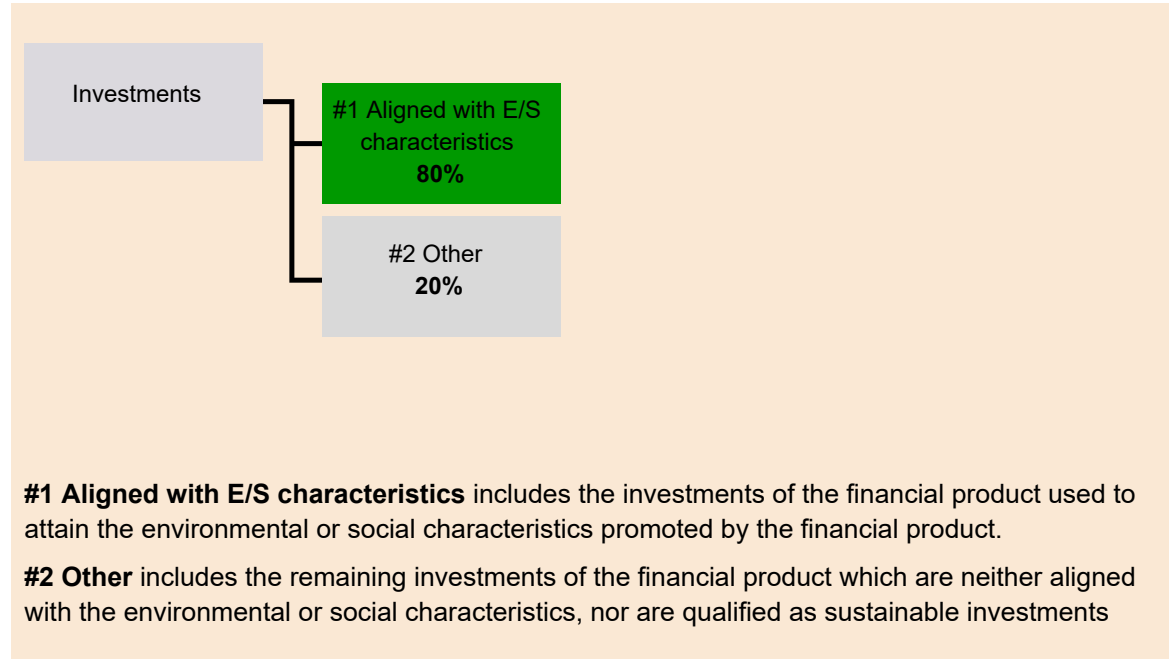 Investments
#1 Aligned with E/S
characteristics
80%
#2 Other
20%
#1 Aligned with E/S characteristics includes the investments of the financial product used to
attain the environmental or social characteristics promoted by the financial product.
#2 Other includes the remaining investments of the financial product which are neither aligned
with the environmental or social characteristics, nor are qualified as sustainable investments